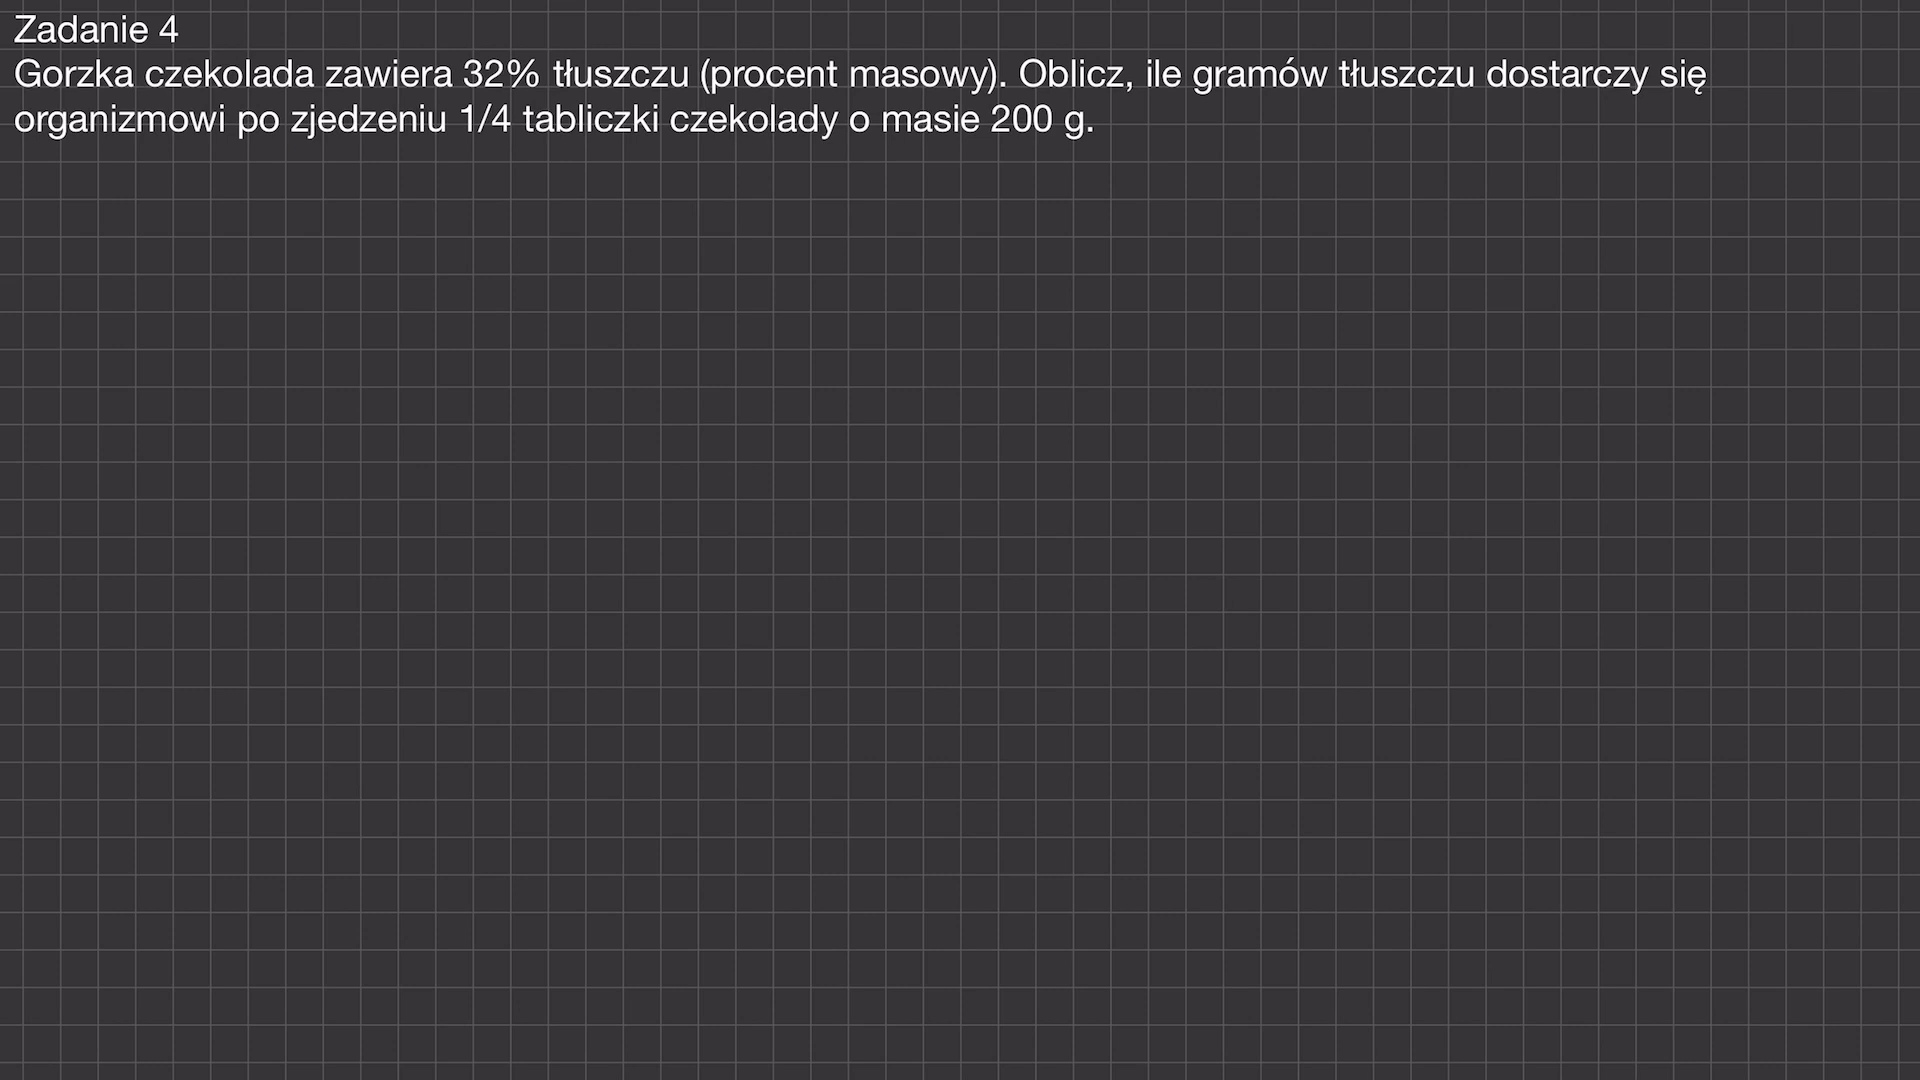 Zadanie 4
Gorzka czekolada zawiera 32% tłuszczu (procent masowy). Oblicz, ile gramów tłuszczu dostarczy się
organizmowi po zjedzeniu 1/4 tabliczki czekolady o masie 200 g.